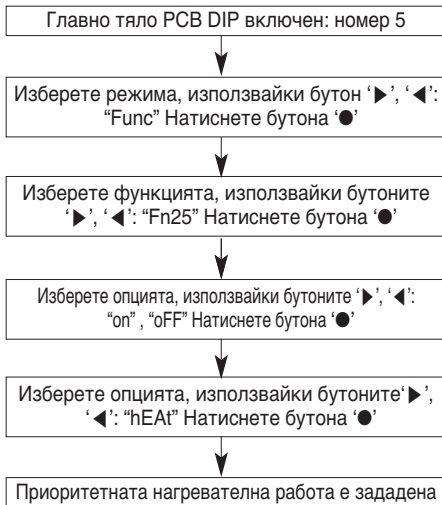 Главно тяло PCB DIP включен: номер 5
Изберете режима, използвайки бутон ‘▶’, ‘◀’:
“Func” Натиснете бутона ‘●’
Изберете функцията, използвайки бутоните
‘▶’, ‘◀’: “Fn25” Натиснете бутона ‘●’
Изберете опцията, използвайки бутоните ‘▶’, ‘◀’:
“on” , “oFF” Натиснете бутона ‘●’
Изберете опцията, използвайки бутоните‘▶’,
‘◀’: “hEAt” Натиснете бутона ‘●’
Приоритетната нагревателна работа е зададена